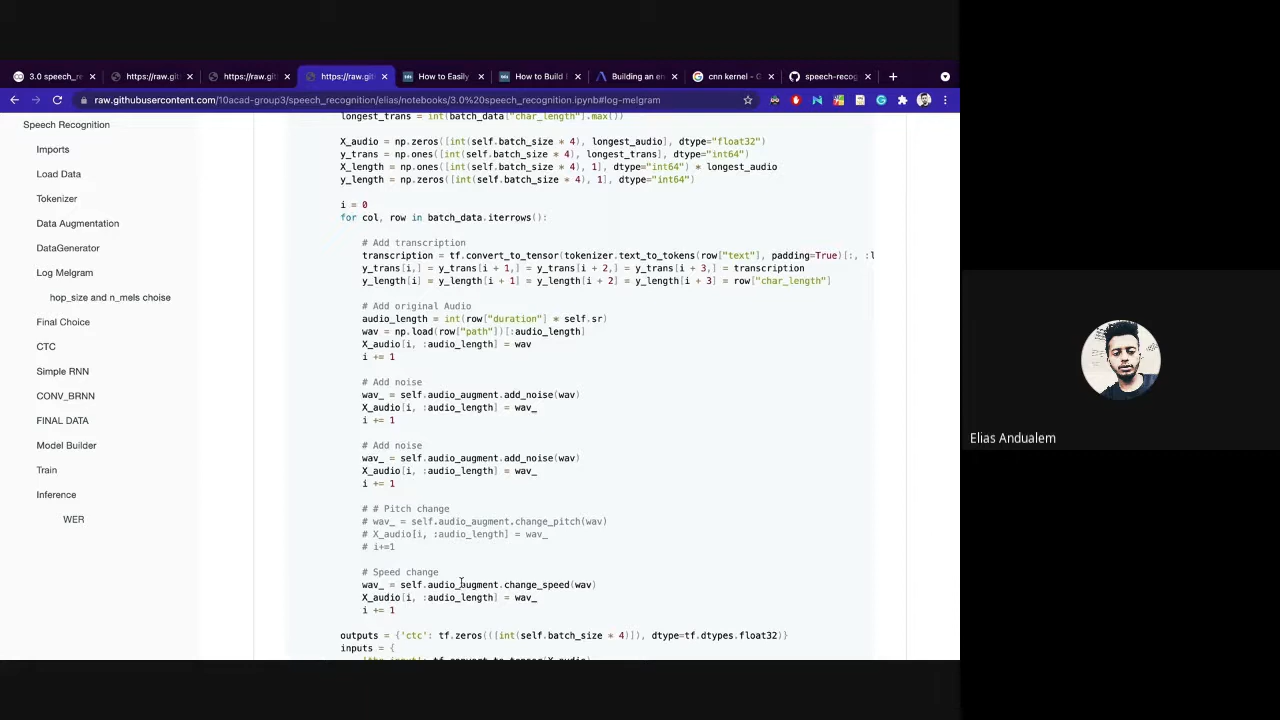 3.0 speech_re
https://raw.git
https://raw.git
https://raw.git
How to Easily
How to Build E
Building an en
cnn kernel - G
speech-recog
raw.githubusercontent.com/10acad-group3/speech_recognition/elias/notebooks/3.0%20speech_recognition.ipynb#log-melgram
Speech Recognition
Imports
Load Data
Tokenizer
Data Augmentation
DataGenerator
Log Melgram
hop_size and n_mels choise
Final Choice
CTC
Simple RNN
CONV_BRNN
FINAL DATA
Model Builder
Train
Inference
WER
longest_trans = int(batch_data["char_length"].max())
X_audio = np.zeros([int(self.batch_size * 4), longest_audio], dtype="float32")
y_trans = np.ones([int(self.batch_size * 4), longest_trans], dtype="int64")
X_length = np.ones([int(self.batch_size * 4), 1], dtype="int64") * longest_audio
y_length = np.zeros([int(self.batch_size * 4), 1], dtype="int64")
i = 0
for col, row in batch_data.iterrows():
# Add transcription
transcription = tf.convert_to_tensor(tokenizer.text_to_tokens(row["text"], padding=True)[:, :l
y_trans[i,] = y_trans[i + 1,] = y_trans[i + 2,] = y_trans[i + 3,] = transcription
y_length[i] = y_length[i + 1] = y_length[i + 2] = y_length[i + 3] = row["char_length"]
# Add original Audio
audio_length = int(row["duration"] * self.sr)
wav = np.load(row["path"])[:audio_length]
X_audio[i, :audio_length] = wav
i += 1
# Add noise
wav_ = self.audio_augment.add_noise(wav)
X_audio[i, :audio_length] = wav_
i += 1
# Add noise
wav_ = self.audio_augment.add_noise(wav)
X_audio[i, :audio_length] = wav_
i += 1
# # Pitch change
# wav_ = self.audio_augment.change_pitch(wav)
# X_audio[i, :audio_length] = wav_
# i+=1
# Speed change
wav_ = self.audio_augment.change_speed(wav)
X_audio[i, :audio_length] = wav_
i += 1
outputs = {'ctc': tf.zeros(([int(self.batch_size * 4)]), dtype=tf.dtypes.float32)}
inputs = {
Elias Andualem